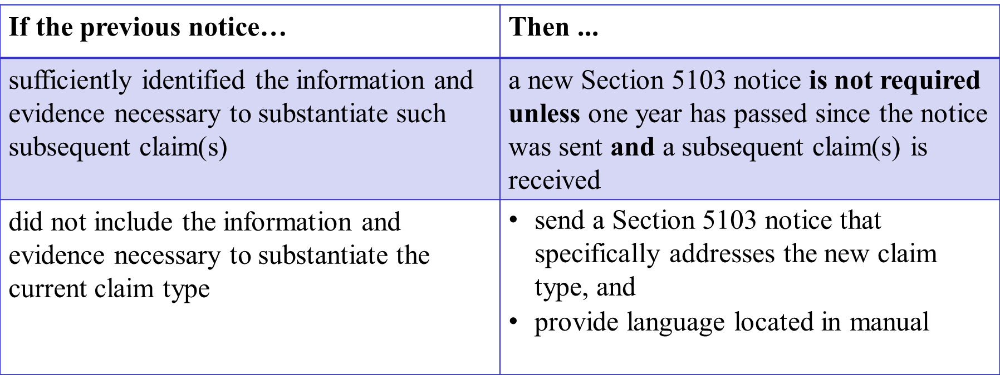 If the previous notice…
Then ...
sufficiently identified the information and
evidence necessary to substantiate such
subsequent claim(s)
a new Section 5103 notice is not required
unless one year has passed since the notice
was sent and a subsequent claim(s) is
received
did not include the information and
evidence necessary to substantiate the
current claim type
• send a Section 5103 notice that
specifically addresses the new claim
type, and
• provide language located in manual